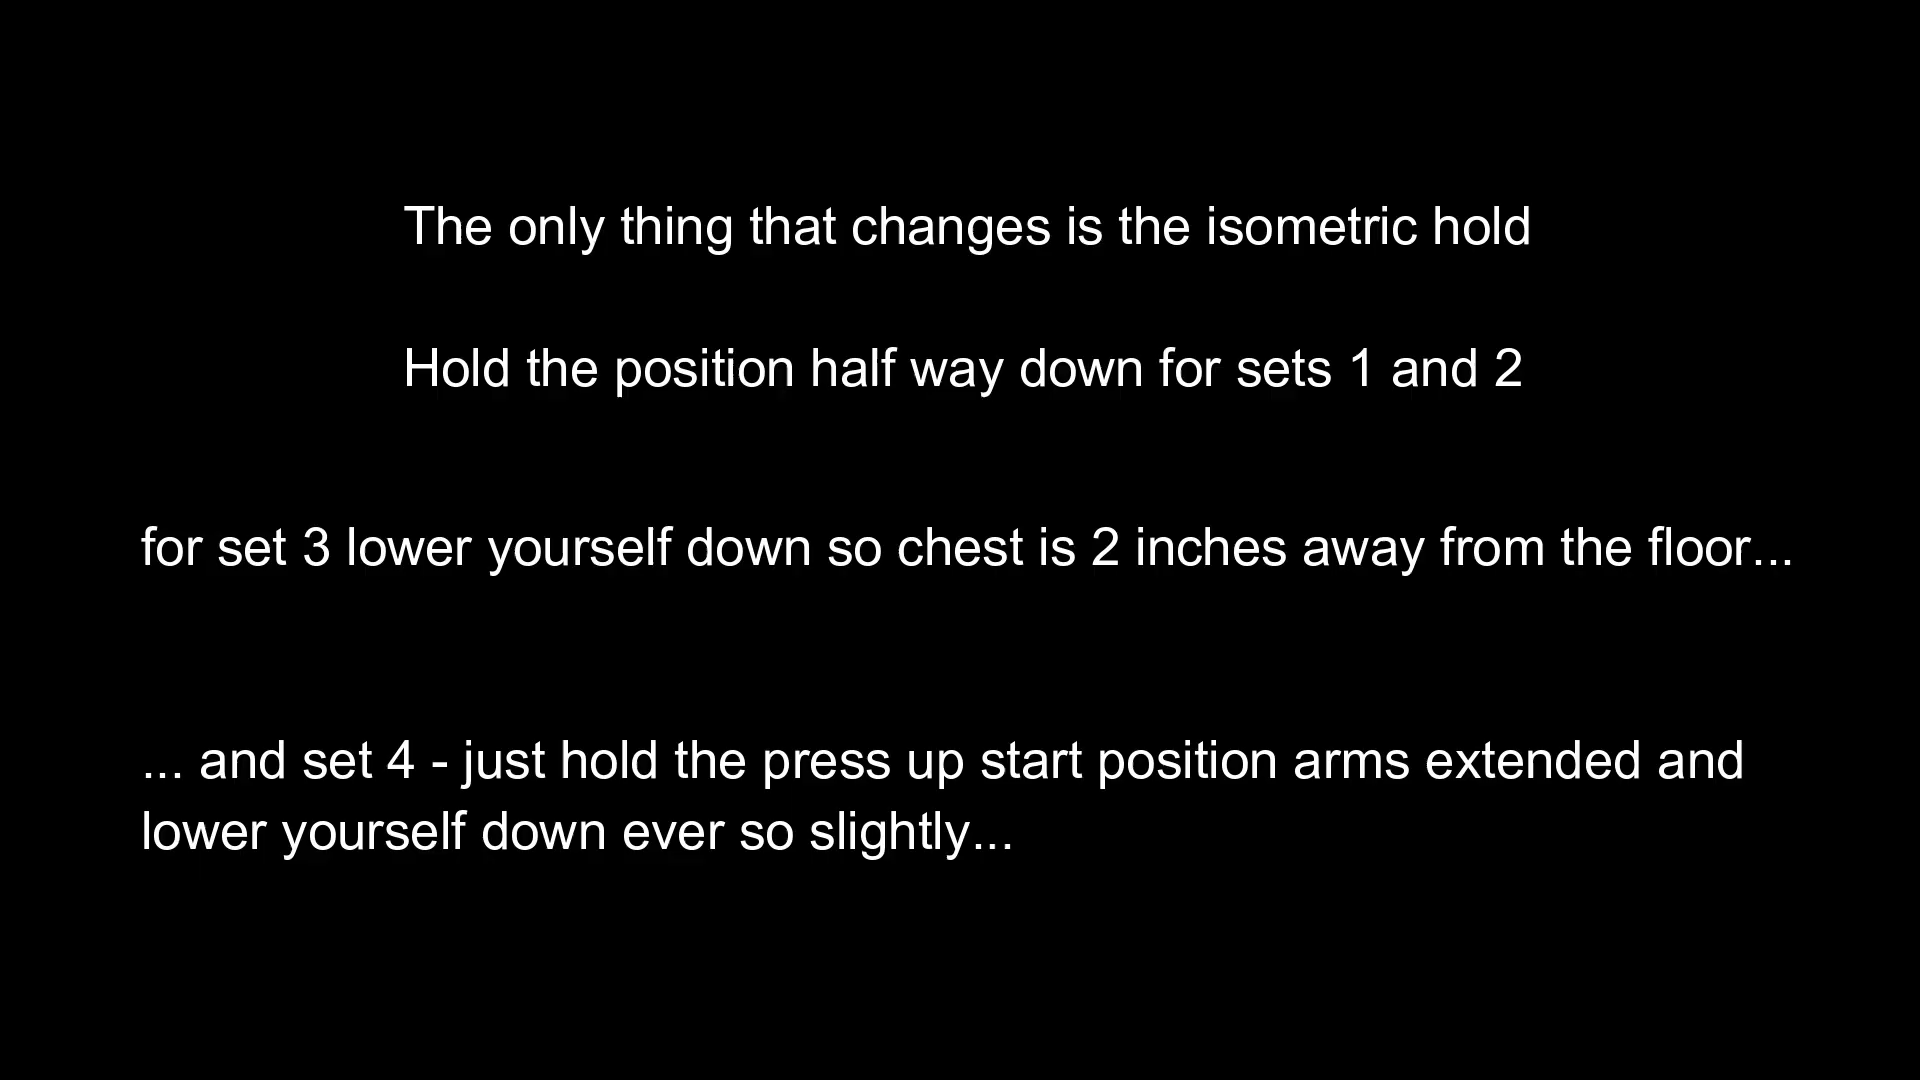 The only thing that changes is the isometric hold
Hold the position half way down for sets 1 and 2
for set 3 lower yourself down so chest is 2 inches away from the floor...
... and set 4 - just hold the press up start position arms extended and
lower yourself down ever so slightly...